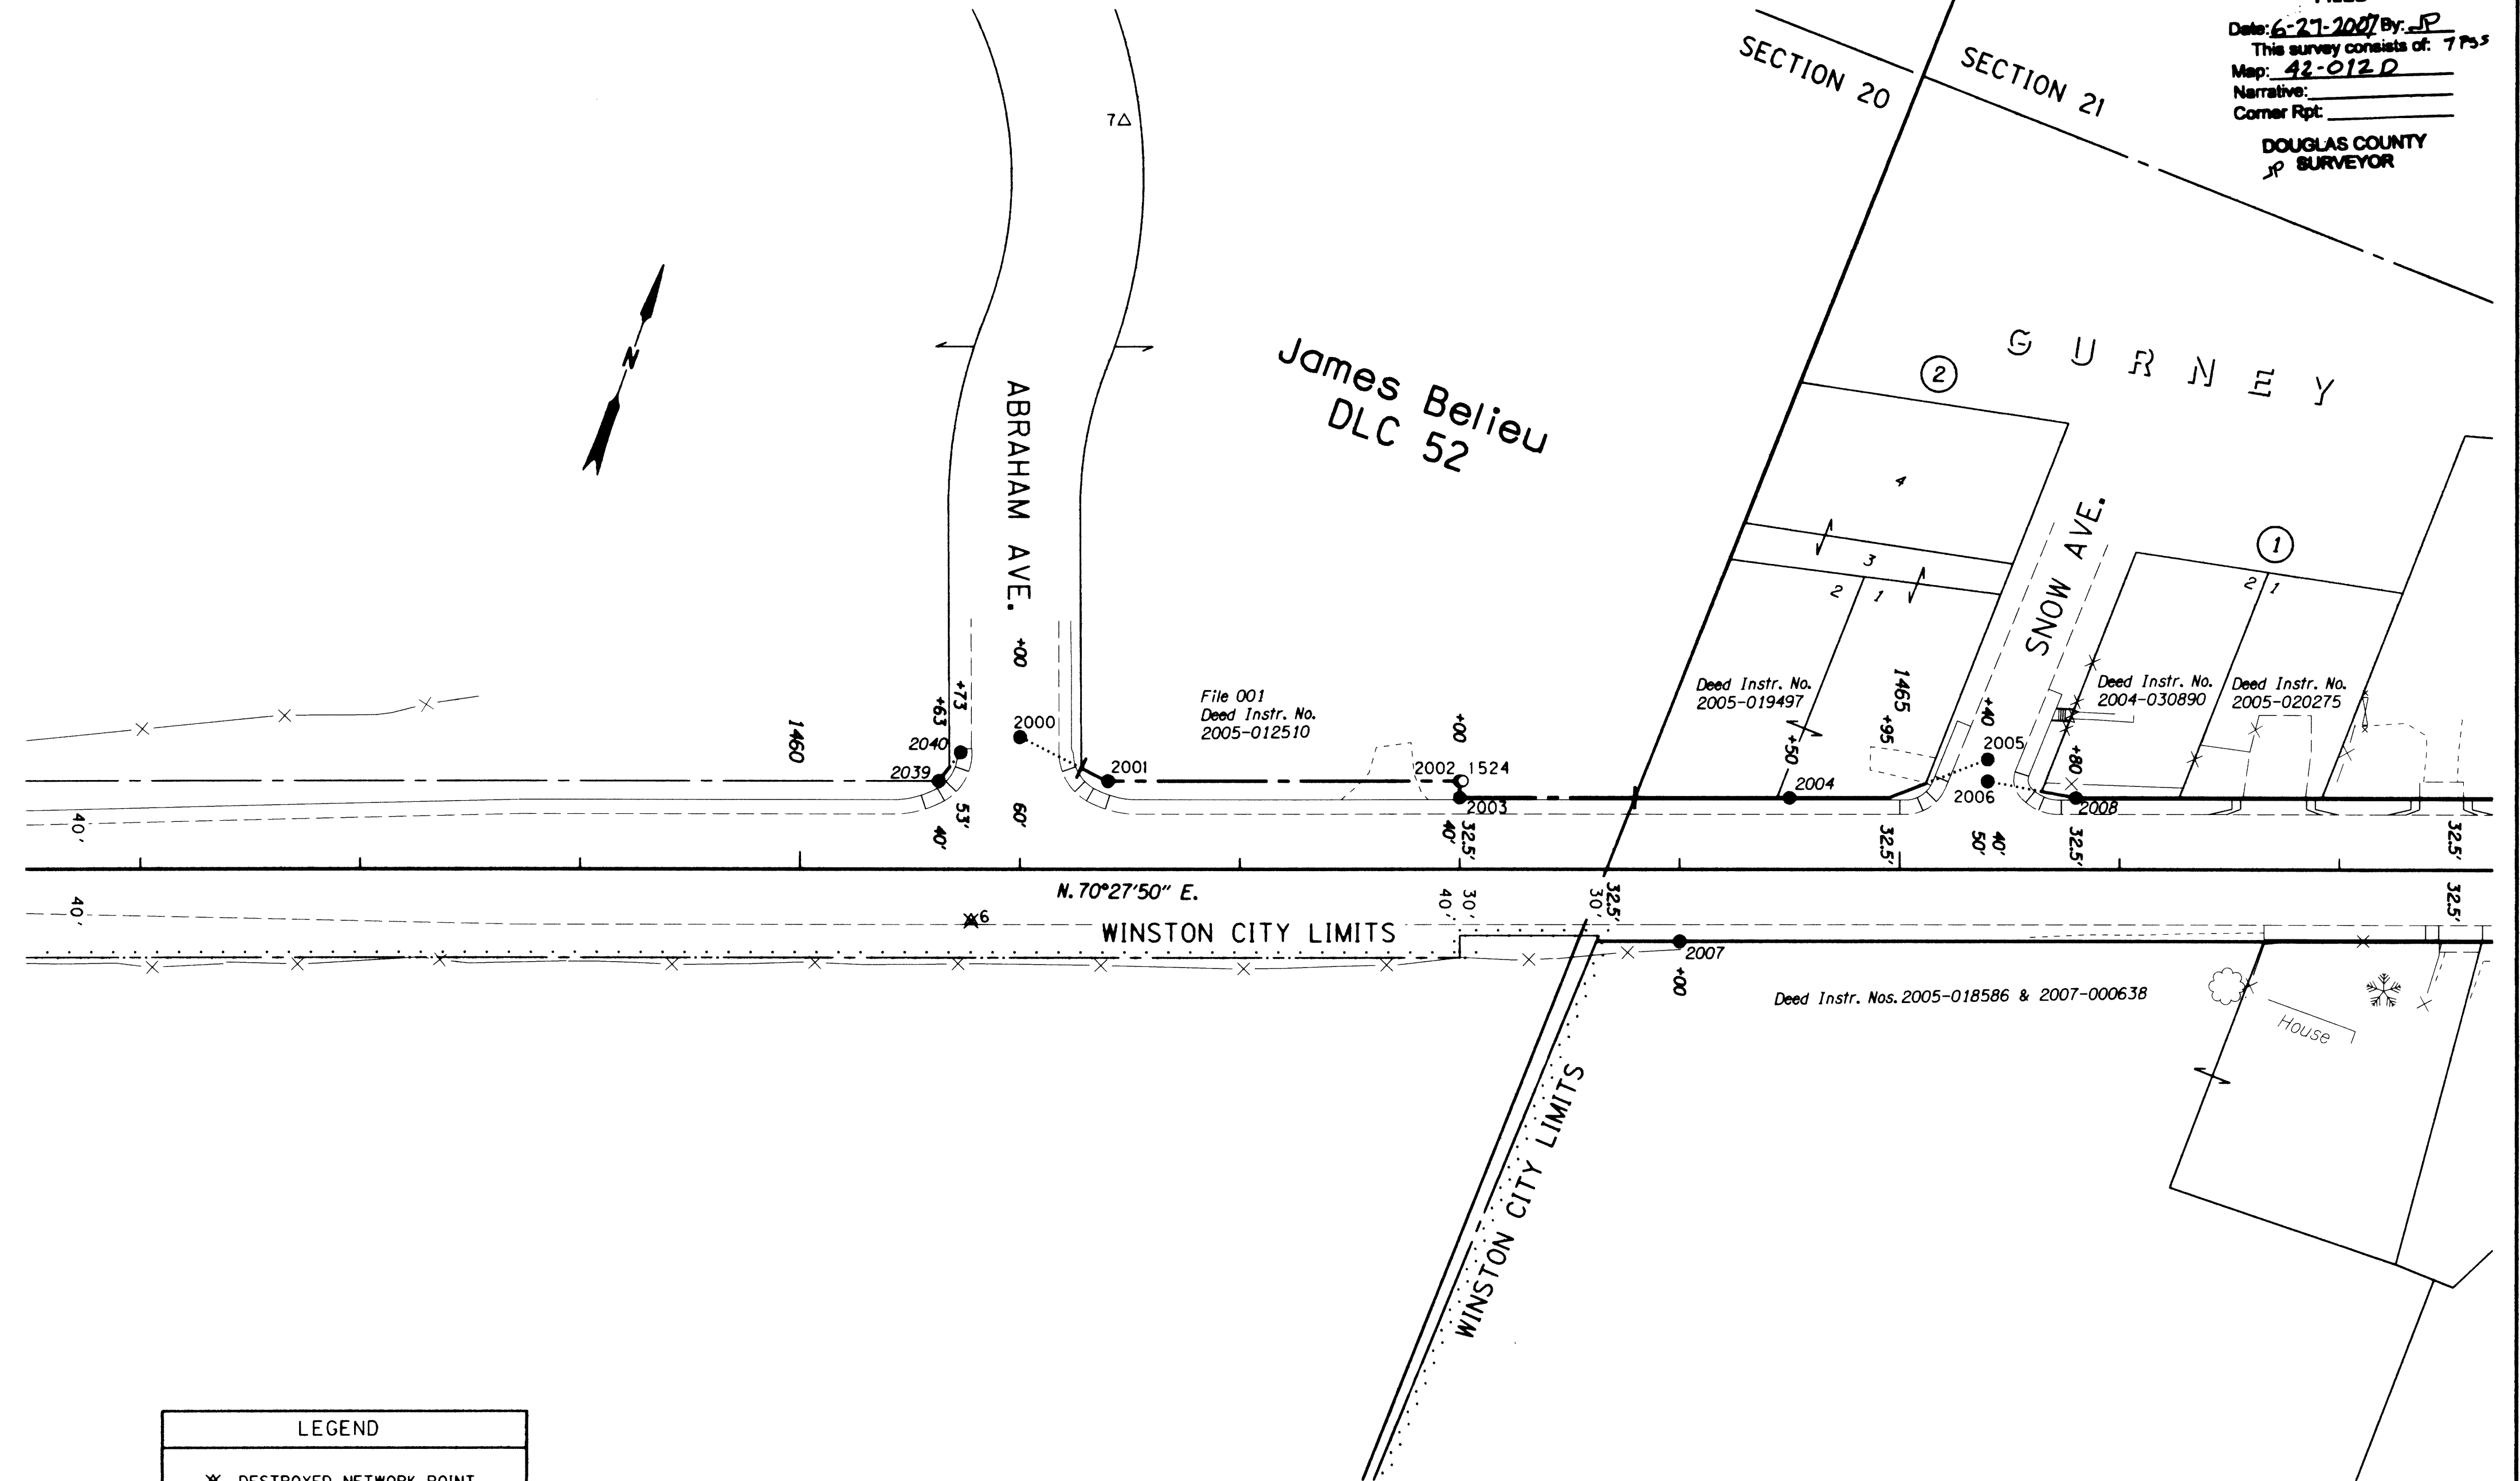 Date: 6-27-2007 By: JP
This survey consists of: 7 Pgs
Map: 42-012D
Narrative:
Corner Rpt:
DOUGLAS COUNTY
JP SURVEYOR
SECTION 20
SECTION 21
7
N
James Belieu
DLC 52
GURNEY
2
4
3
2
1
1
2
1
ABRAHAM AVE.
SNOW AVE.
File 001
Deed Instr. No.
2005-012510
Deed Instr. No.
2005-019497
Deed Instr. No.
2004-030890
Deed Instr. No.
2005-020275
1460
+63
+73
+00
+00
+50
+95
1465
+40
+80
2040
2039
2000
2001
2002
1524
2003
2004
2005
2006
2008
40'
40'
53'
60'
40'
32.5'
32.5'
50'
40'
32.5'
32.5'
N. 70°27'50" E.
40'
6
WINSTON CITY LIMITS
40'
30'
30'
32.5'
32.5'
2007
+00
Deed Instr. Nos. 2005-018586 & 2007-000638
House
WINSTON CITY LIMITS
LEGEND
DESTROYED NETWORK POINT